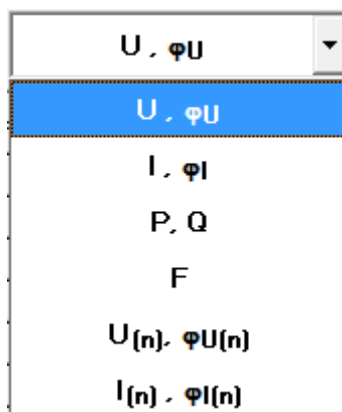 U , φU
U , φU
I , φI
P, Q
F
U(n), φU(n)
I(n) , φI(n)